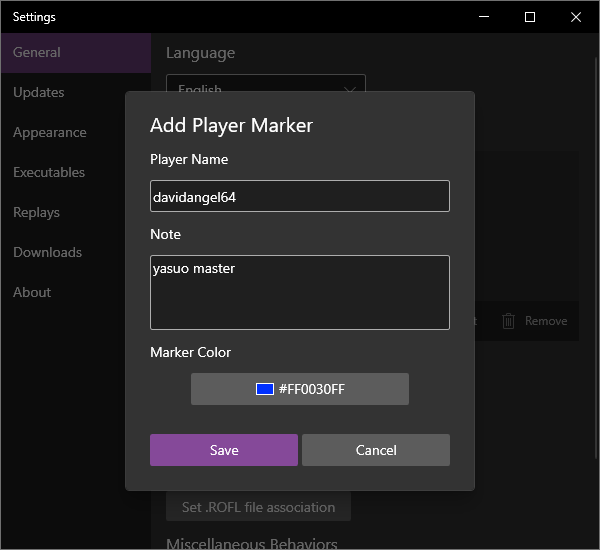 Settings
General
Updates
Appearance
Executables
Replays
Downloads
About
Language
English
Add Player Marker
Player Name
davidangel64
Note
yasuo master
Marker Color
#FF0030FF
Save
Cancel
Remove
Set .ROFL file association
Miscellaneous Behaviors